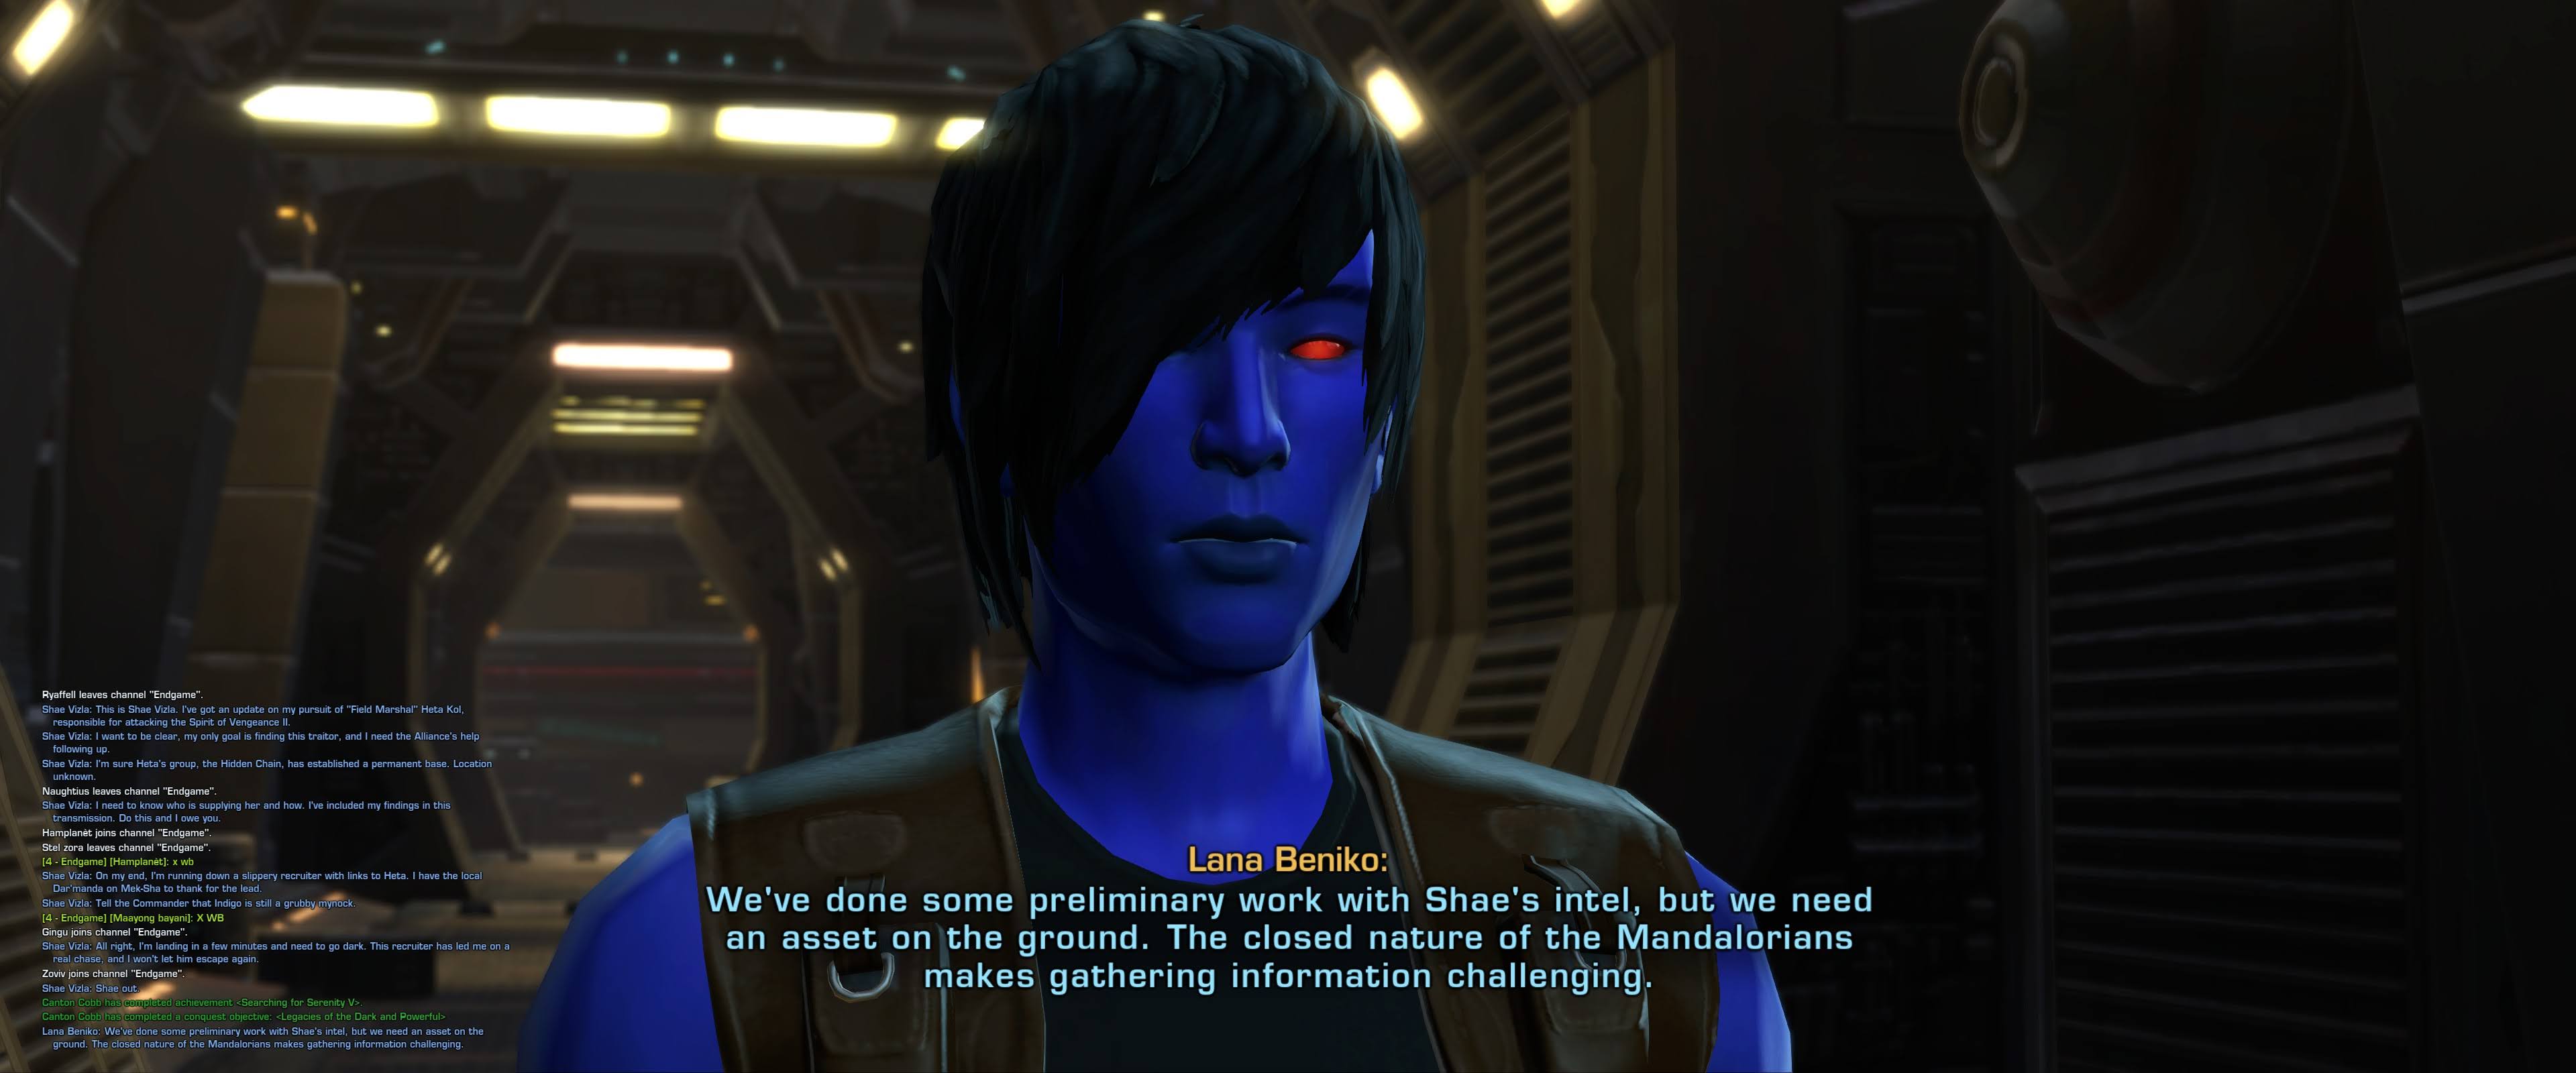 Ryaffell leaves channel "Endgame".
Shae Vizla: This is Shae Vizla. I've got an update on my pursuit of "Field Marshal" Heta Kol,
responsible for attacking the Spirit of Vengeance II.
Shae Vizla: I want to be clear, my only goal is finding this traitor, and I need the Alliance's help
following up.
Shae Vizla: I'm sure Heta's group, the Hidden Chain, has established a permanent base. Location
unknown.
Naughtius leaves channel "Endgame".
Shae Vizla: I need to know who is supplying her and how. I've included my findings in this
transmission. Do this and I owe you.
Hamplanèt joins channel "Endgame".
Stel zora leaves channel "Endgame".
[4 - Endgame] [Hamplanèt]: x wb
Shae Vizla: On my end, I'm running down a slippery recruiter with links to Heta. I have the local
Dar'manda on Mek-Sha to thank for the lead.
Shae Vizla: Tell the Commander that Indigo is still a grubby mynock.
[4 - Endgame] [Maayong bayani]: X WB
Gingu joins channel "Endgame".
Shae Vizla: All right, I'm landing in a few minutes and need to go dark. This recruiter has led me on a
real chase, and I won't let him escape again.
Zoviv joins channel "Endgame".
Shae Vizla: Shae out.
Canton Cobb has completed achievement <Searching for Serenity V>.
Canton Cobb has completed a conquest objective: <Legacies of the Dark and Powerful>
Lana Beniko: We've done some preliminary work with Shae's intel, but we need an asset on the
ground. The closed nature of the Mandalorians makes gathering information challenging.
Lana Beniko:
We've done some preliminary work with Shae's intel, but we need
an asset on the ground. The closed nature of the Mandalorians
makes gathering information challenging.